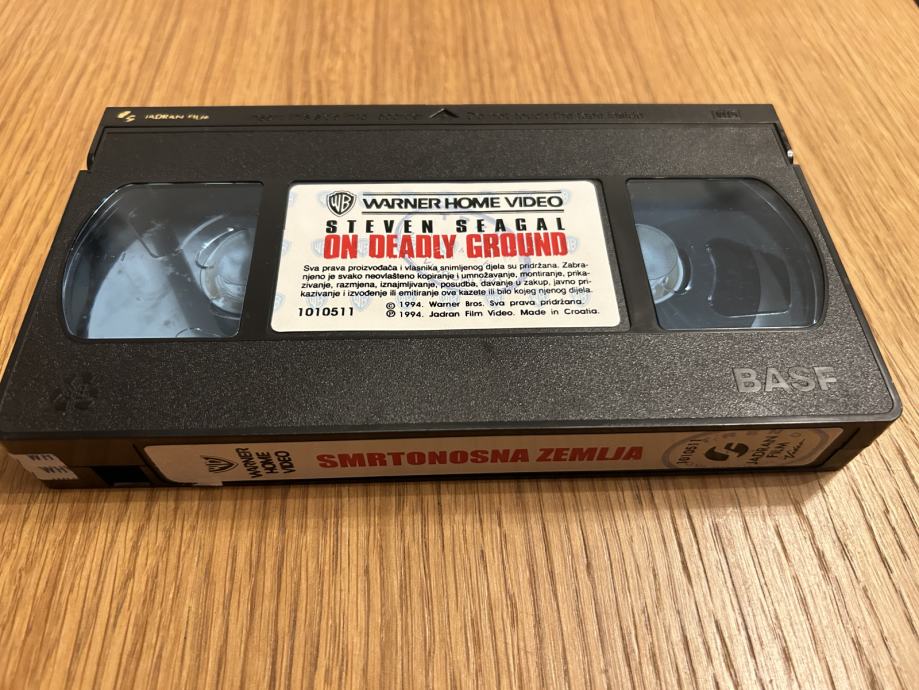 JADRAN FILM
VHS
WB WARNER HOME VIDEO
STEVEN SEAGAL
ON DEADLY GROUND
Sva prava proizvođača i vlasnika snimljenog djela su pridržana. Zabra-
njeno je svako neovlašteno kopiranje i umnožavanje, montiranje, prika-
zivanje, razmjena, iznajmljivanje, posudba, davanje u zakup, javno pri-
kazivanje i izvođenje ili emitiranje ove kazete ili bilo kojeg njenog dijela.
© 1994. Warner Bros. Sva prava pridržana.
1010511 ℗ 1994. Jadran Film Video. Made in Croatia.
BASF
WARNER
HOME
VIDEO
SMRTONOSNA ZEMLJA
1010511
JADRAN
FILM
Video